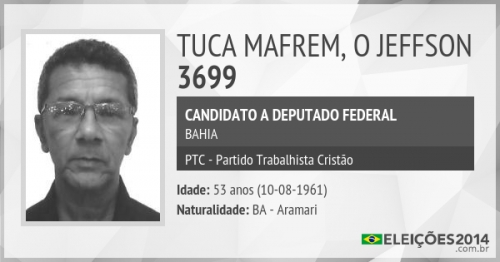 TUCA MAFREM, O JEFFSON
3699
CANDIDATO A DEPUTADO FEDERAL
BAHIA
PTC - Partido Trabalhista Cristão
Idade: 53 anos (10-08-1961)
Naturalidade: BA - Aramari
ELEIÇÕES2014
.com.br